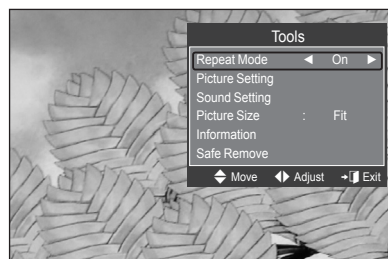 Tools
Repeat Mode ◀ On ▶
Picture Setting
Sound Setting
Picture Size : Fit
Information
Safe Remove
Move Adjust Exit